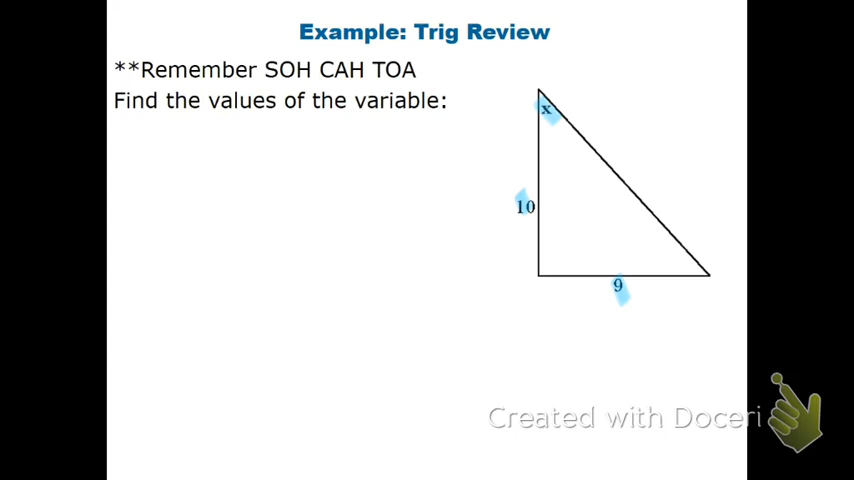 Example: Trig Review
**Remember SOH CAH TOA
Find the values of the variable:
x
10
9
Created with Doceri